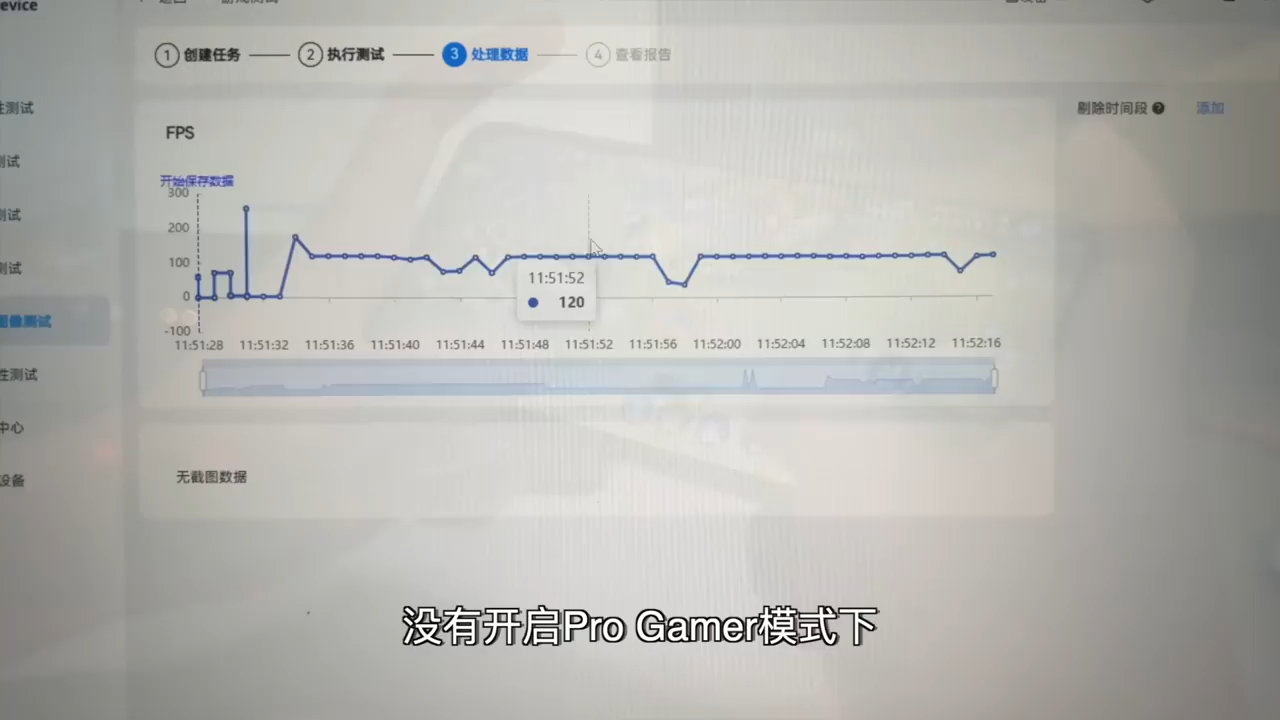 evice
1 创建任务 2 执行测试 3 处理数据 4 查看报告
性测试
测试
测试
测试
图像测试
性测试
中心
设备
剔除时间段 ? 添加
FPS
开始保存数据
300
200
100
0
-100
11:51:52
120
11:51:28 11:51:32 11:51:36 11:51:40 11:51:44 11:51:48 11:51:52 11:51:56 11:52:00 11:52:04 11:52:08 11:52:12 11:52:16
无截图数据
没有开启Pro Gamer模式下